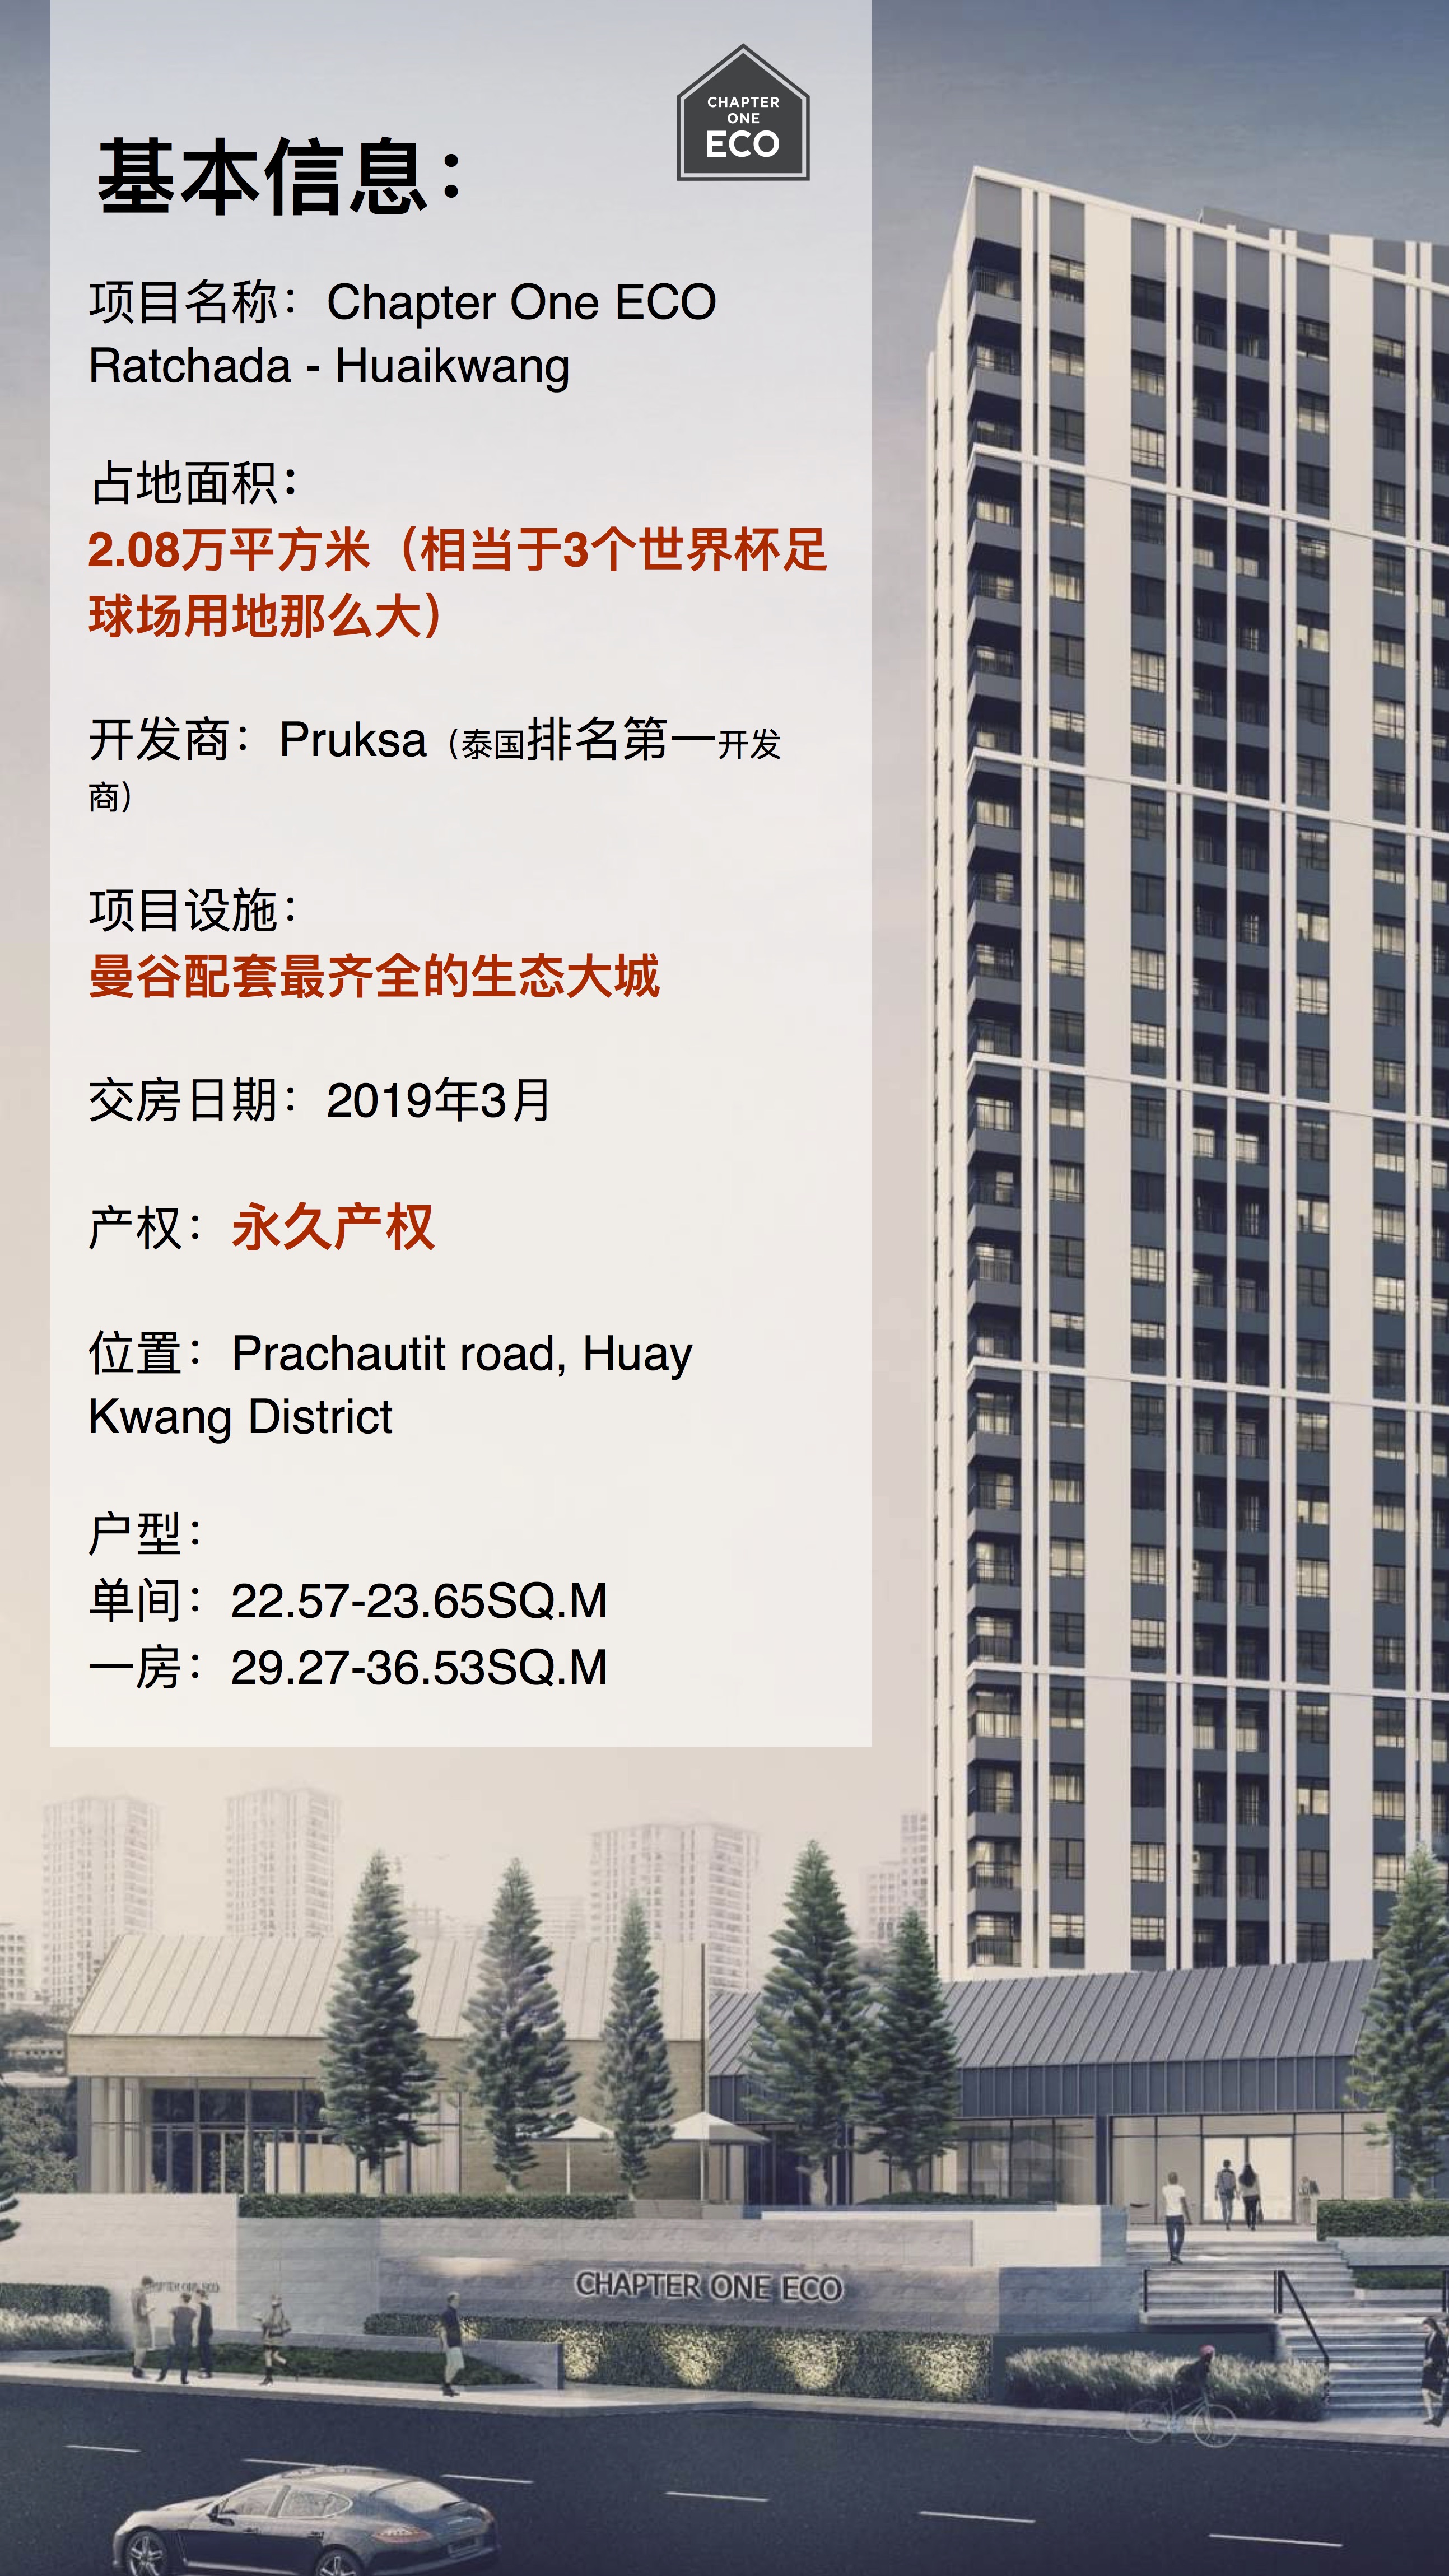 CHAPTER
ONE
ECO
基本信息：
项目名称：Chapter One ECO
Ratchada - Huaikwang
占地面积：
2.08万平方米（相当于3个世界杯足
球场用地那么大）
开发商：Pruksa（泰国排名第一开发
商）
项目设施：
曼谷配套最齐全的生态大城
交房日期：2019年3月
产权：永久产权
位置：Prachautit road, Huay
Kwang District
户型：
单间：22.57-23.65SQ.M
一房：29.27-36.53SQ.M
CHAPTER ONE ECO
CHAPTER ONE ECO